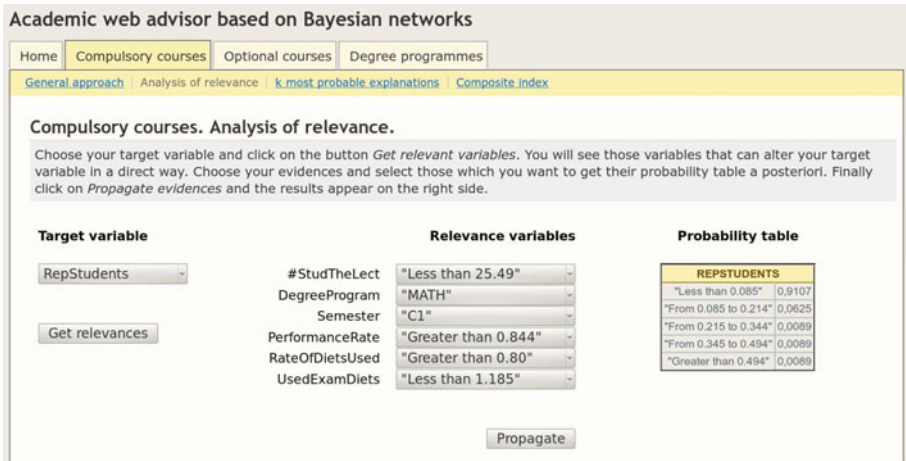 Academic web advisor based on Bayesian networks
Home Compulsory courses Optional courses Degree programmes
General approach Analysis of relevance k most probable explanations Composite index
Compulsory courses. Analysis of relevance.
Choose your target variable and click on the button Get relevant variables. You will see those variables that can alter your target
variable in a direct way. Choose your evidences and select those which you want to get their probability table a posteriori. Finally
click on Propagate evidences and the results appear on the right side.
Target variable Relevance variables Probability table
RepStudents
Get relevances
#StudTheLect "Less than 25.49"
DegreeProgram "MATH"
Semester "C1"
PerformanceRate "Greater than 0.844"
RateOfDietsUsed "Greater than 0.80"
UsedExamDiets "Less than 1.185"
Propagate
REPSTUDENTS
"Less than 0.085" 0,9107
"From 0.085 to 0.214" 0,0625
"From 0.215 to 0.344" 0,0089
"From 0.345 to 0.494" 0,0089
"Greater than 0.494" 0,0089